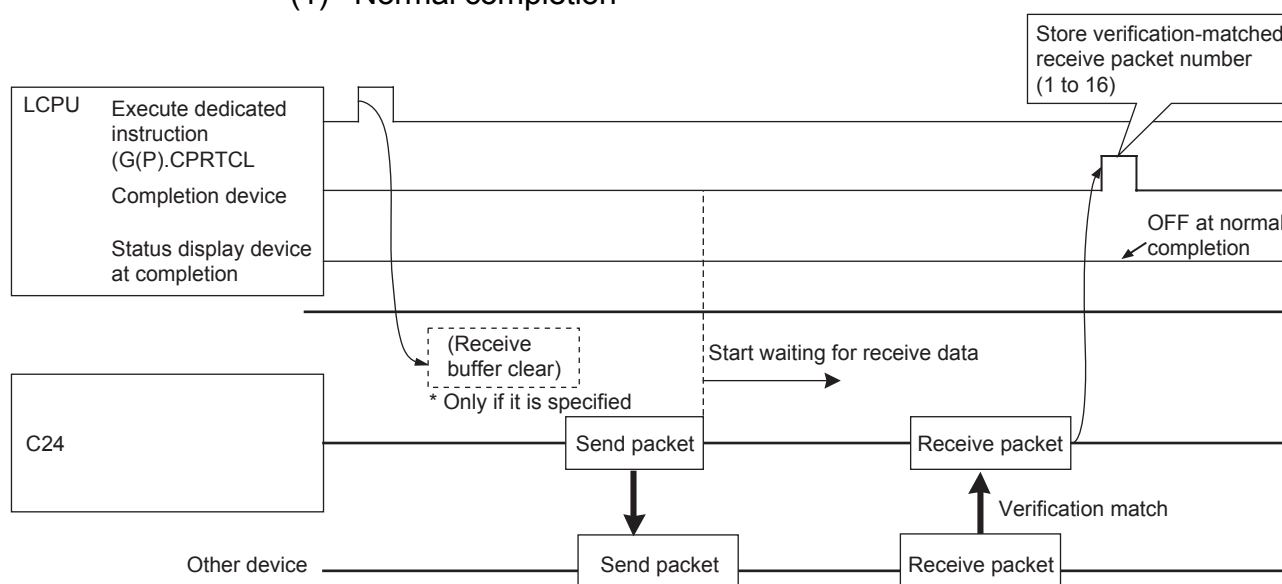 (1) Normal completion
Store verification-matched
receive packet number
(1 to 16)
LCPU
Execute dedicated
instruction
(G(P).CPRTCL
Completion device
OFF at normal
completion
Status display device
at completion
(Receive
buffer clear)
* Only if it is specified
Start waiting for receive data
C24
Send packet
Receive packet
Verification match
Other device
Send packet
Receive packet